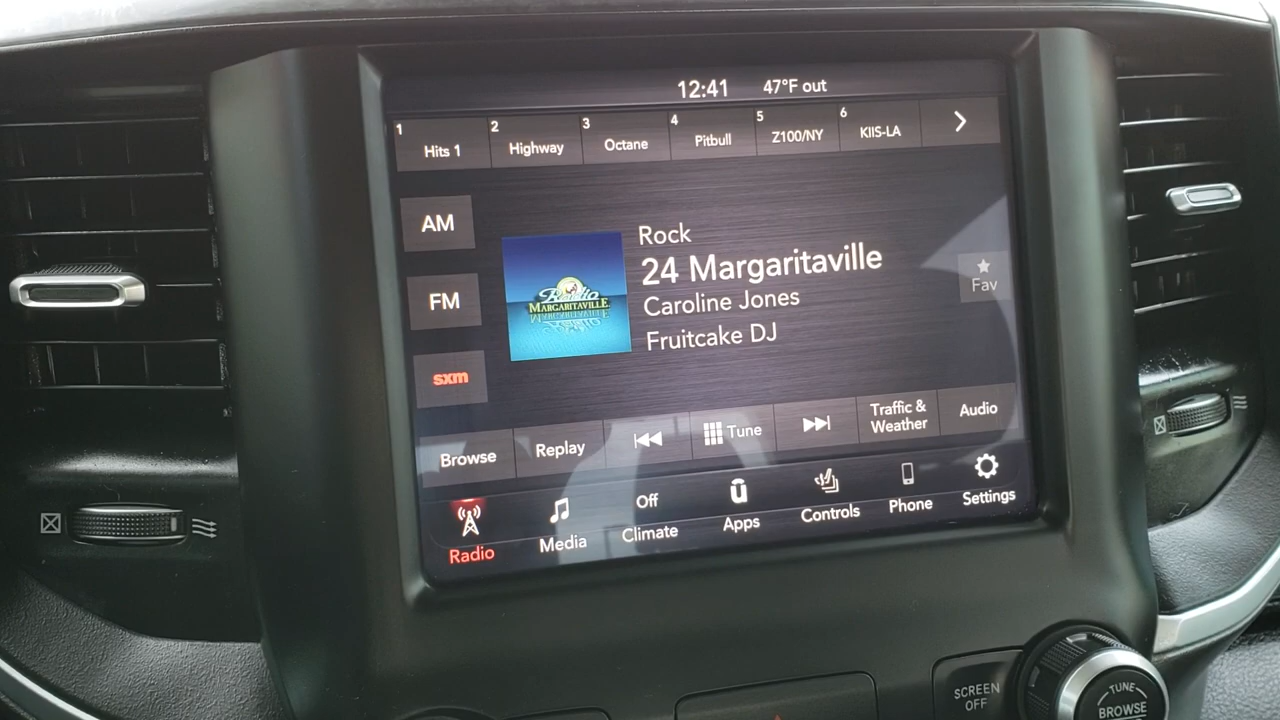 12:41 47°F out
1 Hits 1
2 Highway
3 Octane
4 Pitbull
5 Z100/NY
6 KIIS-LA
AM
FM
sxm
Radio
MARGARITAVILLE
Rock
24 Margaritaville
Caroline Jones
Fruitcake DJ
Fav
Browse
Replay
Tune
Traffic &
Weather
Audio
Radio
Media
Off
Climate
Apps
Controls
Phone
Settings
SCREEN
OFF
TUNE
BROWSE